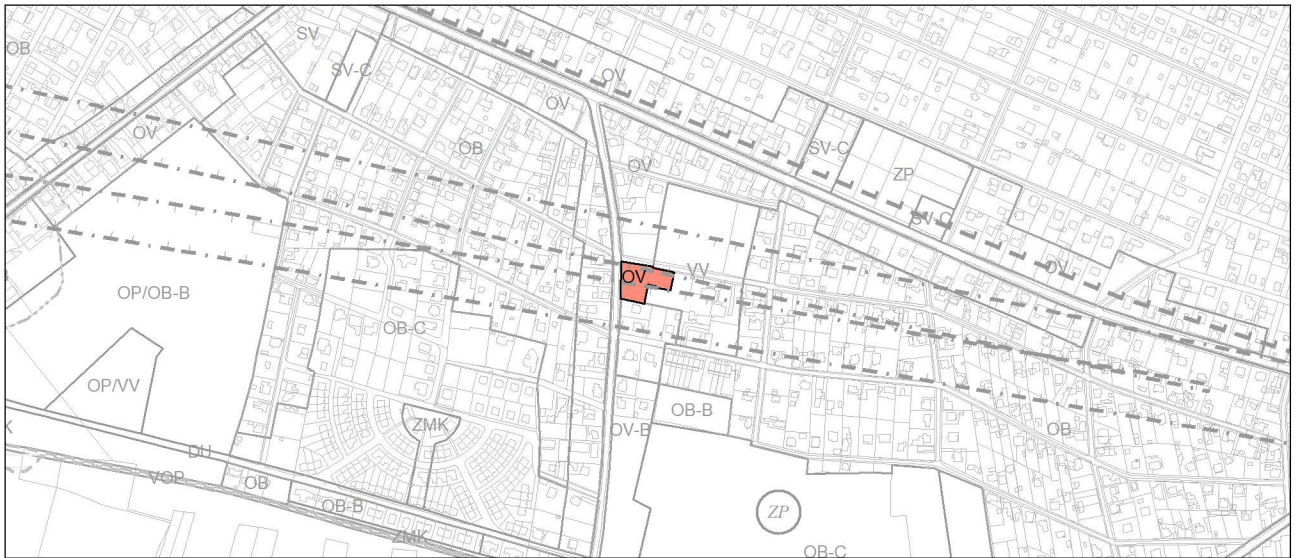 SV
OB
SV-C
OV
OV
OV
OB
SV-C
OV
ZP
SV-C
OV
VV
OV
OP/OB-B
OB-C
OP/VV
OB-B
ZMK
OV-B
OB
K
DU
VOP
OB
OB-B
ZP
ZMK
OB-C